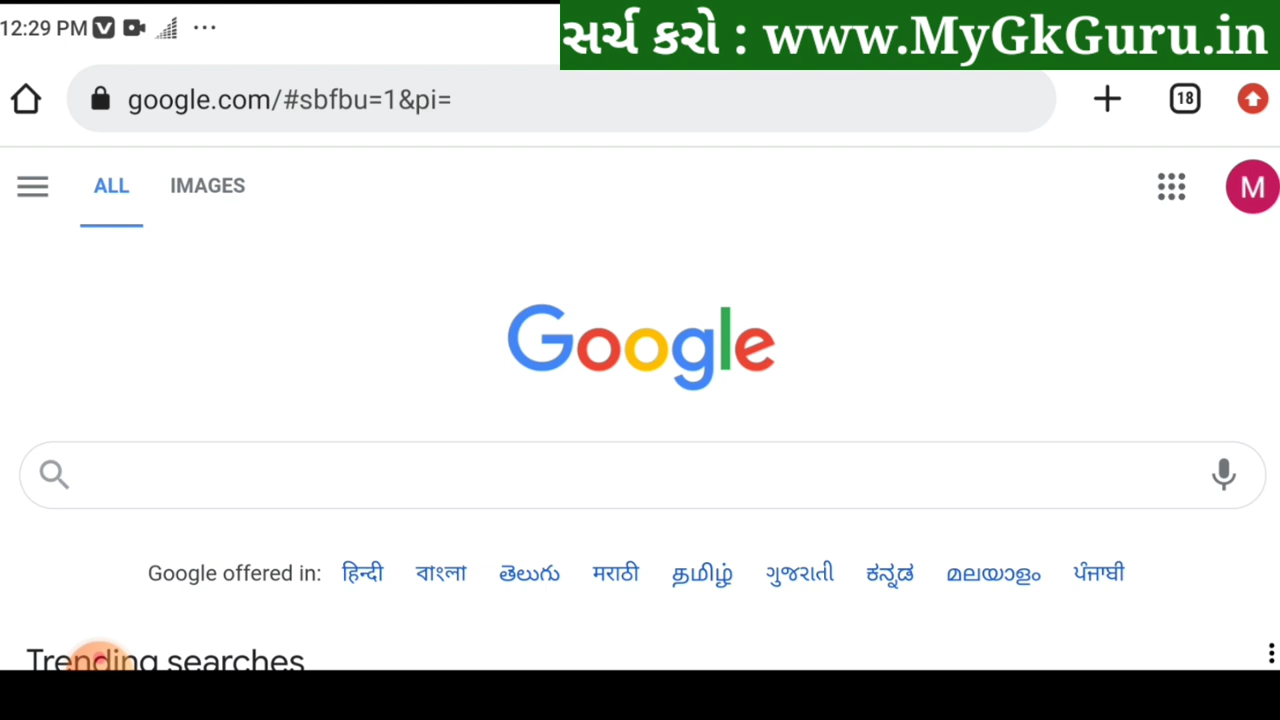 12:29 PM
સર્ચ કરો : www.MyGkGuru.in
google.com/#sbfbu=1&pi=
18
ALL IMAGES
M
Google
Google offered in: हिन्दी বাংলা తెలుగు मराठी தமிழ் ગુજરાતી ಕನ್ನಡ മലയാളം ਪੰਜਾਬੀ
Trending searches